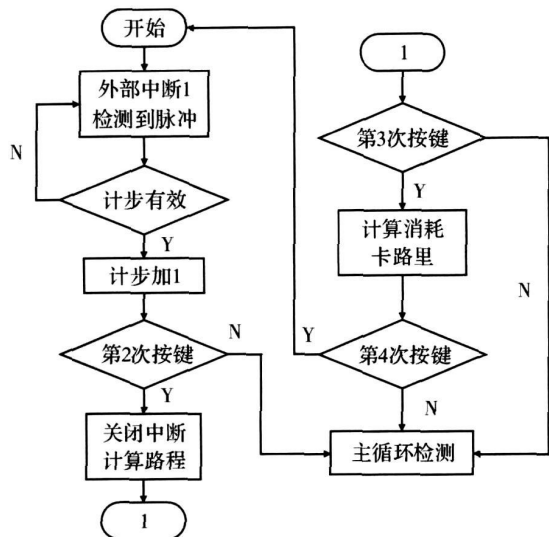 开始
外部中断1
检测到脉冲
N
计步有效
Y
计步加1
第2次按键
N
Y
关闭中断
计算路程
1
1
第3次按键
Y
N
计算消耗
卡路里
Y
第4次按键
N
主循环检测